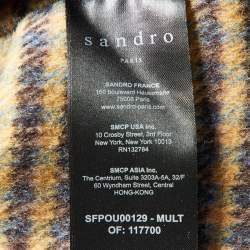 sandro
PARIS
SANDRO FRANCE
150 boulevard Haussmann
75008 Paris
www.sandro-paris.com
SMCP USA Inc.
10 Crosby Street, 3rd Floor
New York, New York 10013
RN132784
SMCP ASIA Inc.
The Centrium, Suite 3203A-5A, 32/F
60 Wyndham Street, Central
HONG-KONG
SFPOU00129 - MULT
OF: 117700